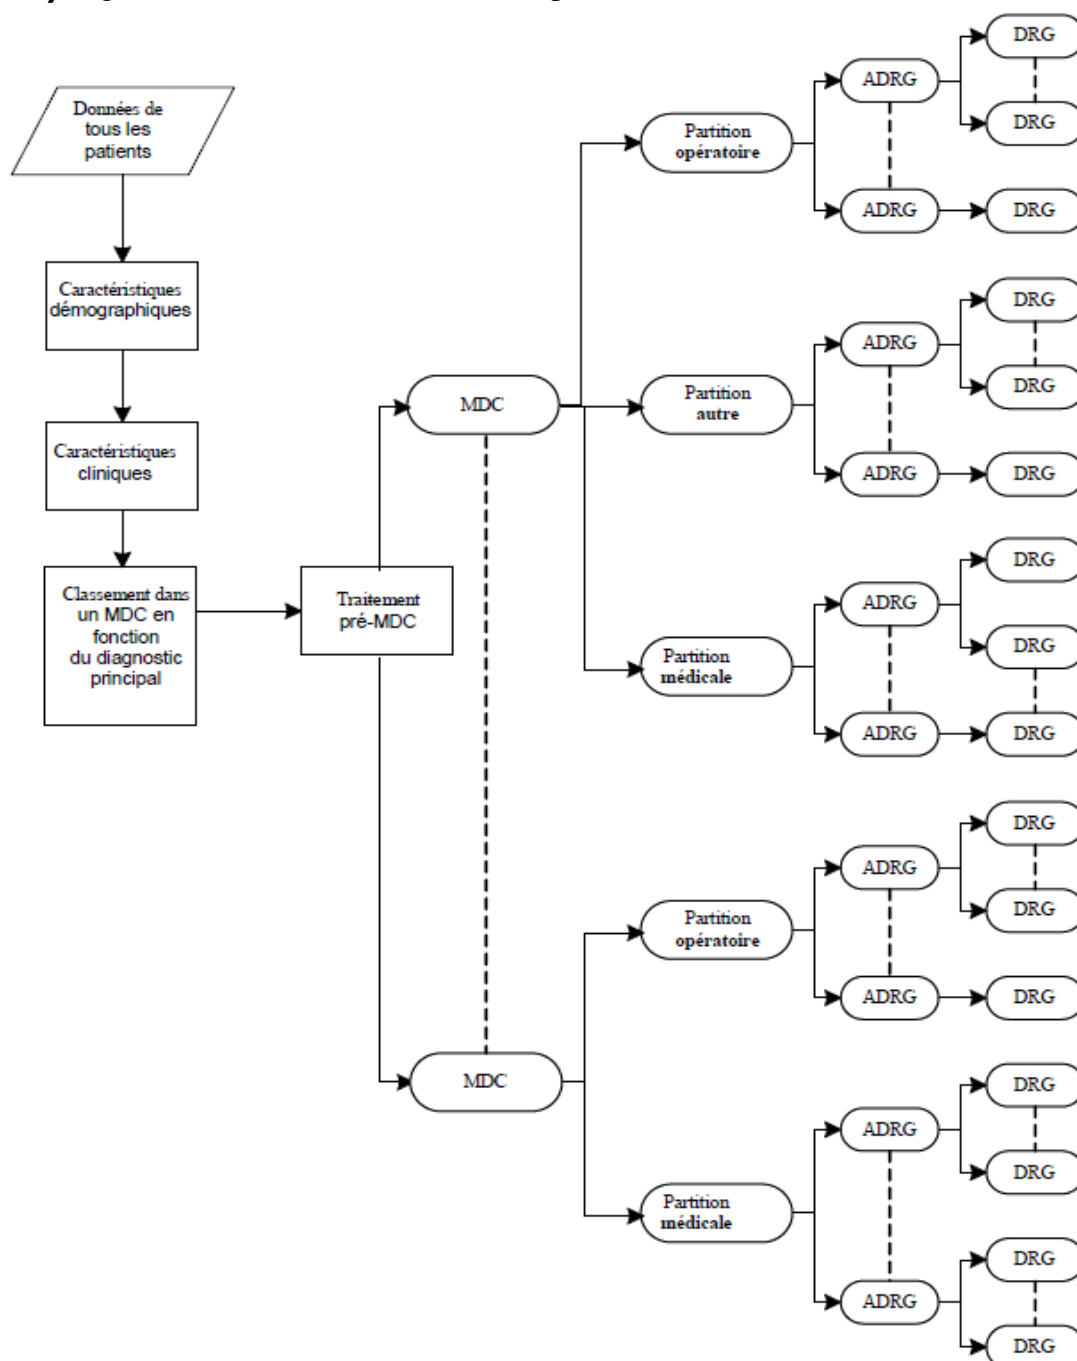 Données de
tous les
patients
Caractéristiques
démographiques
Caractéristiques
cliniques
Classement dans
un MDC en
fonction
du diagnostic
principal
Traitement
pré-MDC
MDC
Partition
opératoire
ADRG
DRG
DRG
ADRG
DRG
Partition
autre
ADRG
DRG
DRG
ADRG
DRG
Partition
médicale
ADRG
DRG
DRG
ADRG
DRG
MDC
Partition
opératoire
ADRG
DRG
DRG
ADRG
DRG
Partition
médicale
ADRG
DRG
DRG
ADRG
DRG
DRG